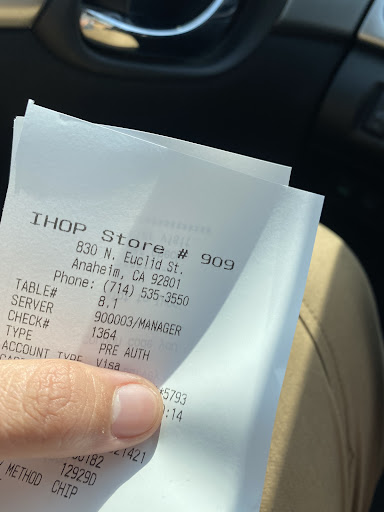 IHOP Store # 909
830 N. Euclid St.
Anaheim, CA 92801
Phone: (714) 535-3550
TABLE# 8.1
SERVER 900003/MANAGER
CHECK# 1364
TYPE PRE AUTH
ACCOUNT TYPE Visa
*5793
:14
21421
00182
12929D
METHOD CHIP